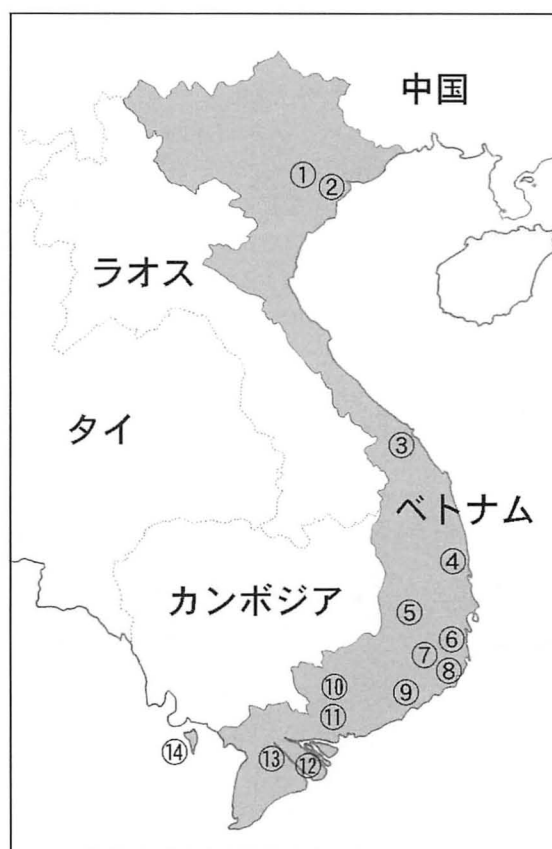 中国
①
②
ラオス
③
タイ
ベトナム
④
カンボジア
⑤
⑥
⑦
⑧
⑩
⑨
⑪
⑭
⑬
⑫